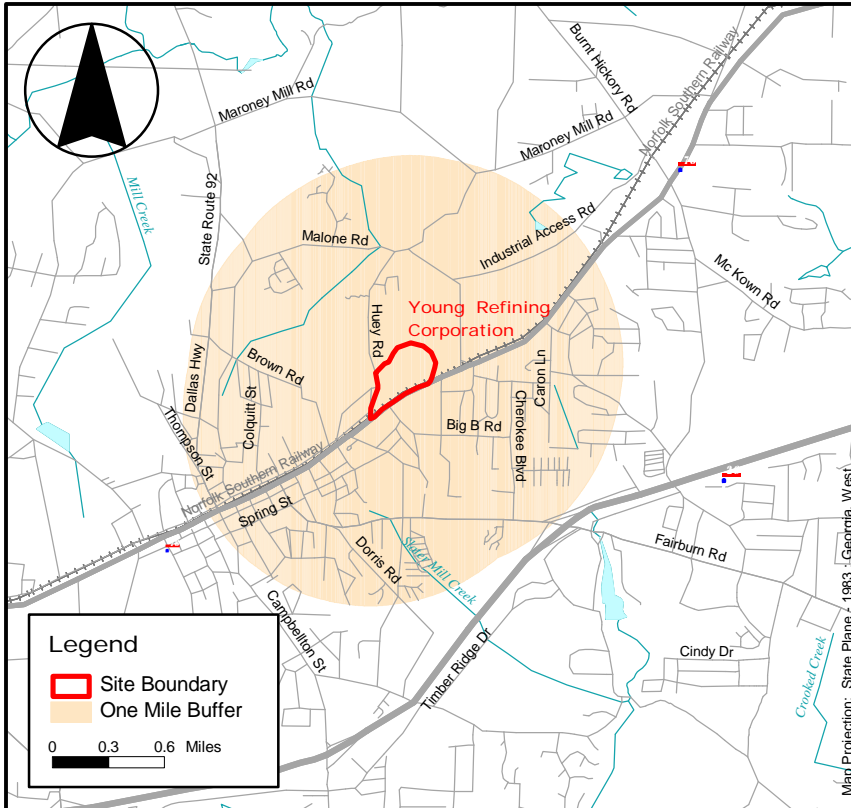 Burnt Hickory Rd
Norfolk Southern Railway
Maroney Mill Rd
Maroney Mill Rd
Mill Creek
State Route 92
Malone Rd
Industrial Access Rd
Mc Kown Rd
Young Refining
Corporation
Huey Rd
Dallas Hwy
Brown Rd
Colquitt St
Caron Ln
Cherokee Blvd
Thompson St
Big B Rd
Norfolk Southern Railway
Spring St
Dorris Rd
Slater Mill Creek
Fairburn Rd
Campbellton St
Timber Ridge Dr
Cindy Dr
Crooked Creek
Legend
Site Boundary
One Mile Buffer
0 0.3 0.6 Miles
Map Projection: State Plane - 1983 : Georgia, West